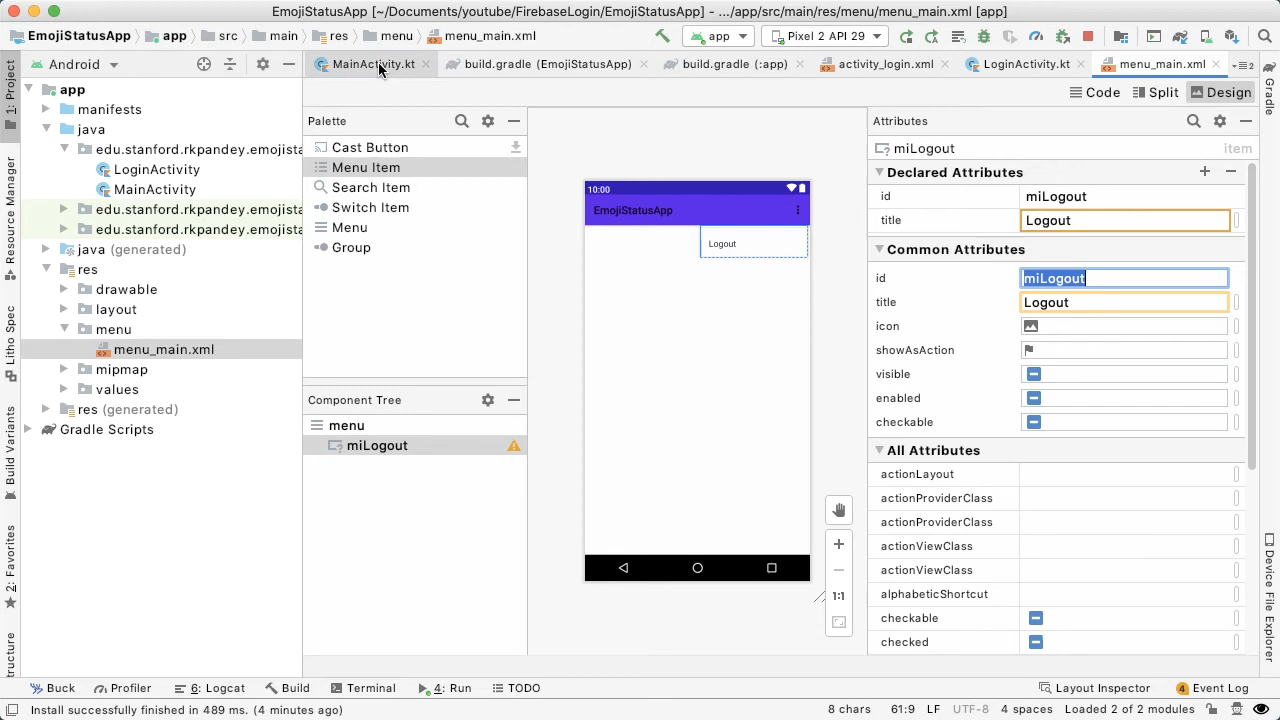 EmojiStatusApp [~/Documents/youtube/FirebaseLogin/EmojiStatusApp] - .../app/src/main/res/menu/menu_main.xml [app]
EmojiStatusApp app src main res menu menu_main.xml app Pixel 2 API 29
1: Project
Resource Manager
Litho Spec
Build Variants
2: Favorites
Android
app
manifests
java
edu.stanford.rkpandey.emojista
LoginActivity
MainActivity
edu.stanford.rkpandey.emojista
edu.stanford.rkpandey.emojista
java (generated)
res
drawable
layout
menu
menu_main.xml
mipmap
values
res (generated)
Gradle Scripts
MainActivity.kt build.gradle (EmojiStatusApp) build.gradle (:app) activity_login.xml LoginActivity.kt menu_main.xml 2
Code Split Design
Palette
Cast Button
Menu Item
Search Item
Switch Item
Menu
Group
Component Tree
menu
miLogout
10:00
EmojiStatusApp
Logout
1:1
Attributes
miLogout item
Declared Attributes
id miLogout
title Logout
Common Attributes
id miLogout
title Logout
icon
showAsAction
visible
enabled
checkable
All Attributes
actionLayout
actionProviderClass
actionProviderClass
actionViewClass
actionViewClass
alphabeticShortcut
checkable
checked
Gradle
Device File Explorer
Buck Profiler 6: Logcat Build Terminal 4: Run TODO Layout Inspector 4 Event Log
Install successfully finished in 489 ms. (4 minutes ago) 8 chars 61:9 LF UTF-8 4 spaces Loaded 2 of 2 modules